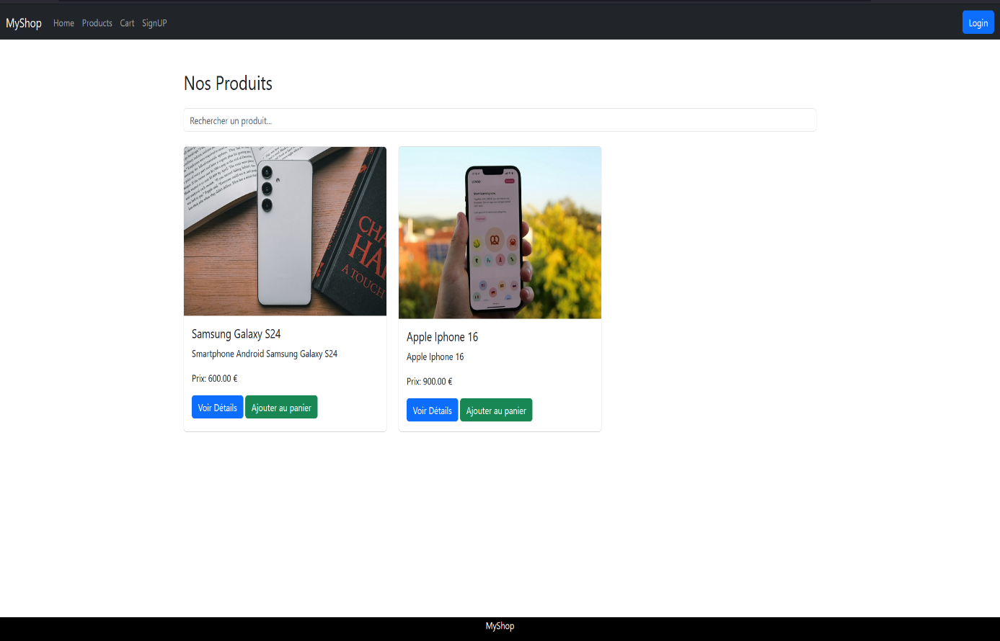 MyShop Home Products Cart SignUP Login
Nos Produits
Rechercher un produit...
CHA
HAR
A TOUCH
Samsung Galaxy S24
Smartphone Android Samsung Galaxy S24
Prix: 600.00 €
Voir Détails Ajouter au panier
Apple Iphone 16
Apple Iphone 16
Prix: 900.00 €
Voir Détails Ajouter au panier
MyShop